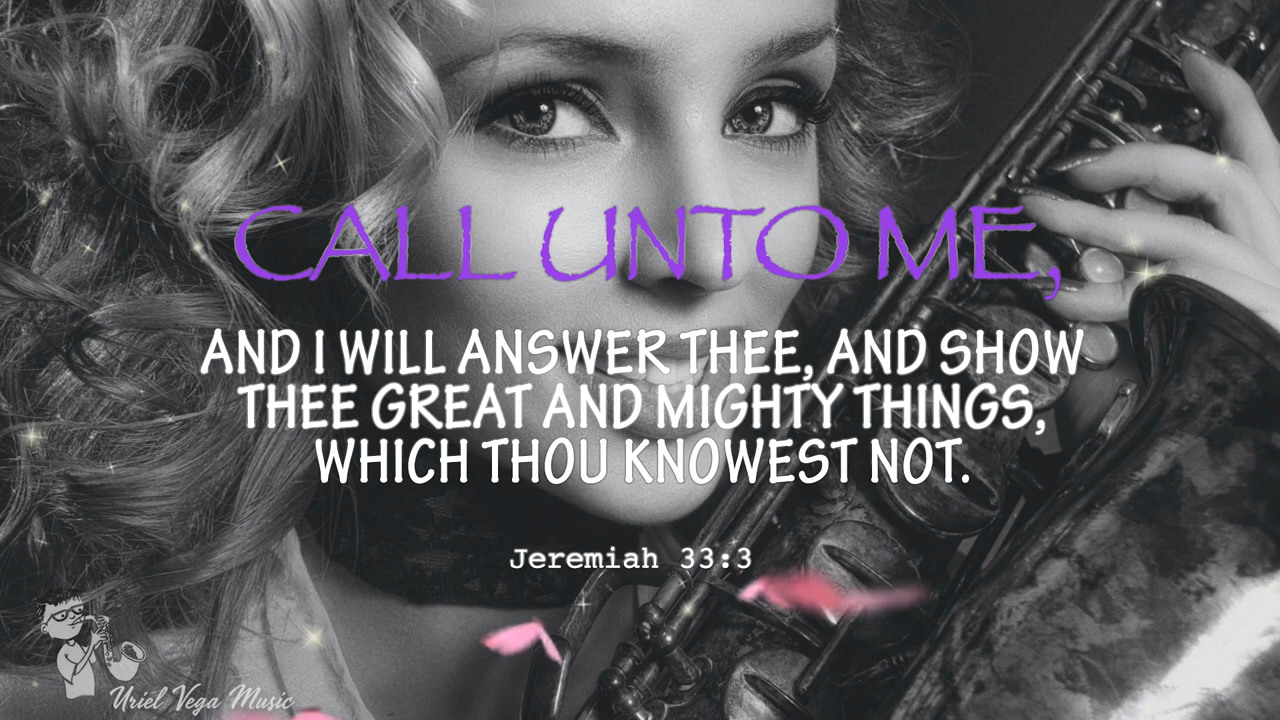 CALL UNTO ME,
AND I WILL ANSWER THEE, AND SHOW
THEE GREAT AND MIGHTY THINGS,
WHICH THOU KNOWEST NOT.
Jeremiah 33:3
Uriel Vega Music